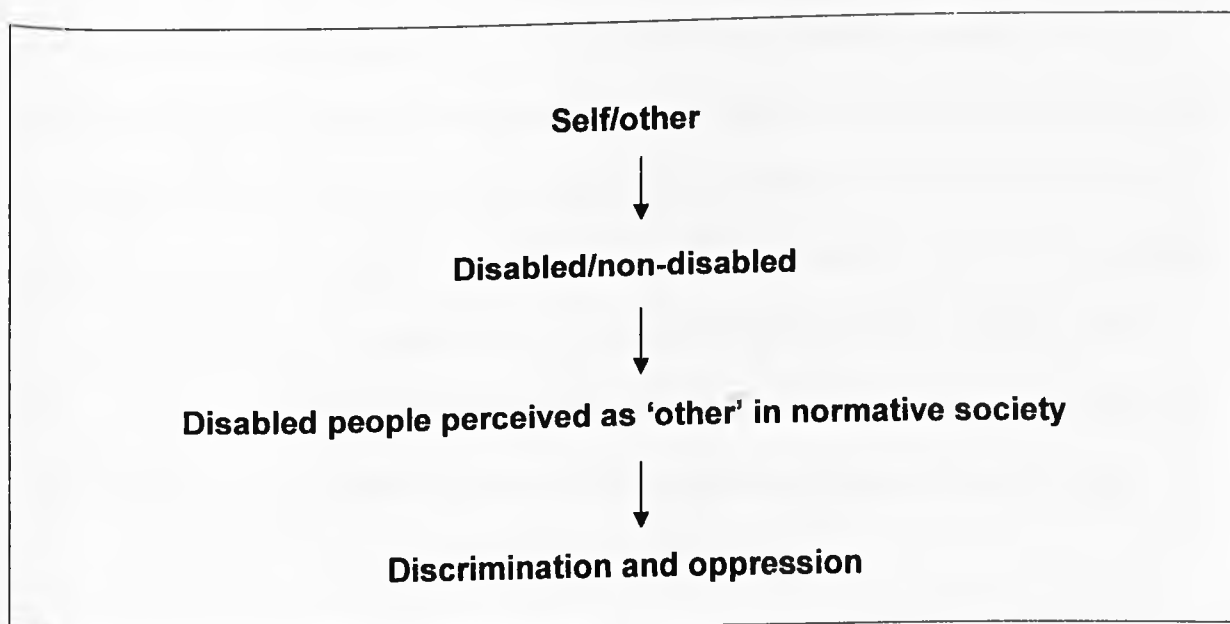 Self/other
Disabled/non-disabled
Disabled people perceived as ‘other’ in normative society
Discrimination and oppression